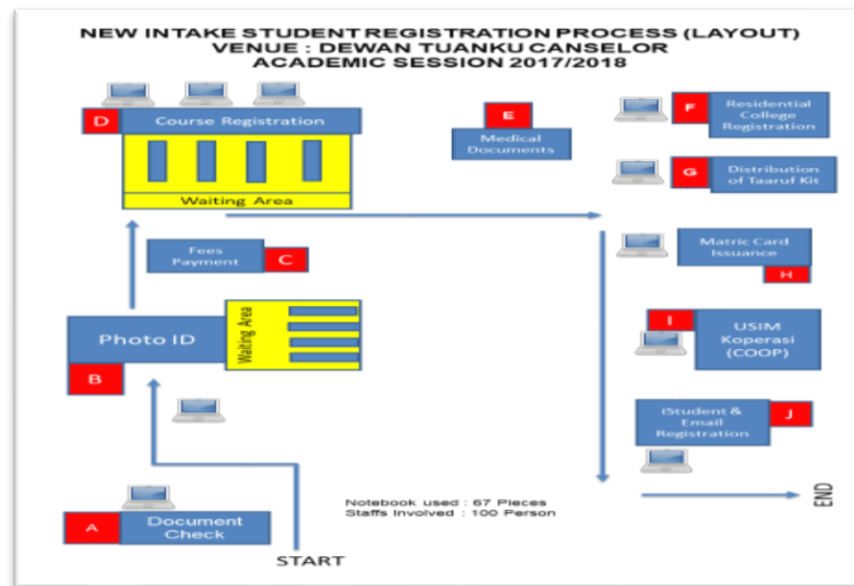 NEW INTAKE STUDENT REGISTRATION PROCESS (LAYOUT)
VENUE : DEWAN TUANKU CANSELOR
ACADEMIC SESSION 2017/2018
D
Course Registration
Waiting Area
E
Medical
Documents
F
Residential
College
Registration
G
Distribution
of Taaruf Kit
Fees
Payment
C
Matric Card
Issuance
H
Photo ID
B
Waiting Area
I
USIM
Koperasi
(COOP)
iStudent &
Email
Registration
J
A
Document
Check
Notebook used : 67 Pieces
Staffs Involved : 100 Person
START
END